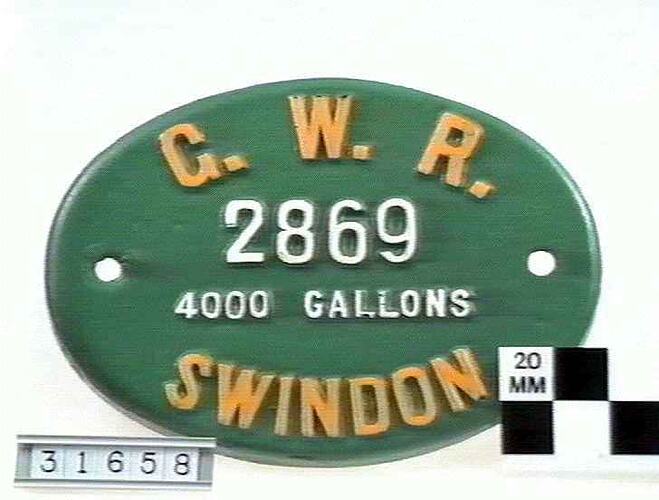 G. W. R.
2869
4000 GALLONS
SWINDON
20
MM
31658